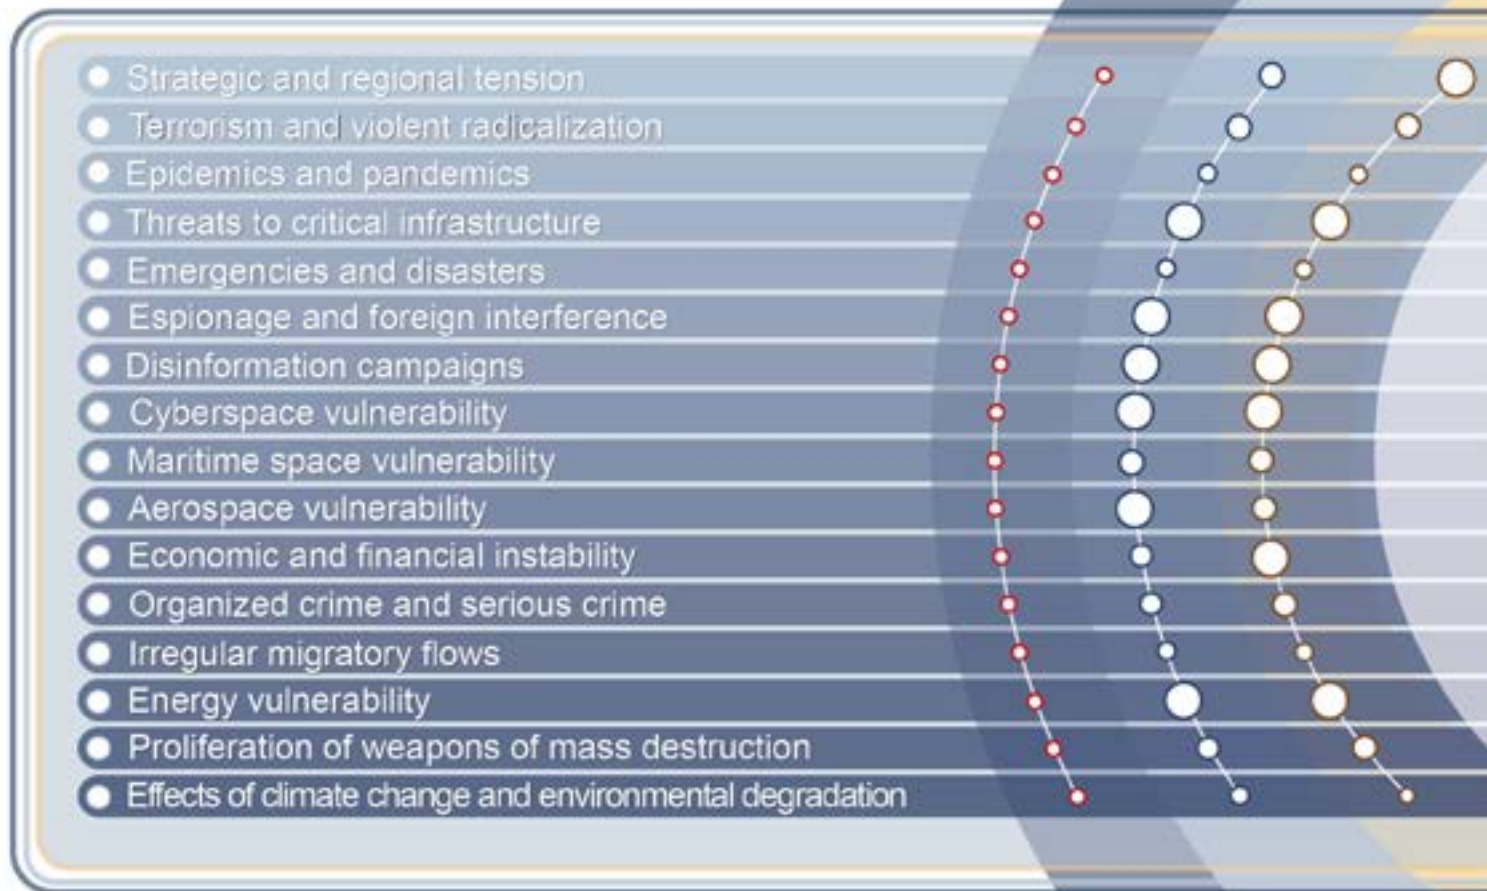 Strategic and regional tension
Terrorism and violent radicalization
Epidemics and pandemics
Threats to critical infrastructure
Emergencies and disasters
Espionage and foreign interference
Disinformation campaigns
Cyberspace vulnerability
Maritime space vulnerability
Aerospace vulnerability
Economic and financial instability
Organized crime and serious crime
Irregular migratory flows
Energy vulnerability
Proliferation of weapons of mass destruction
Effects of climate change and environmental degradation